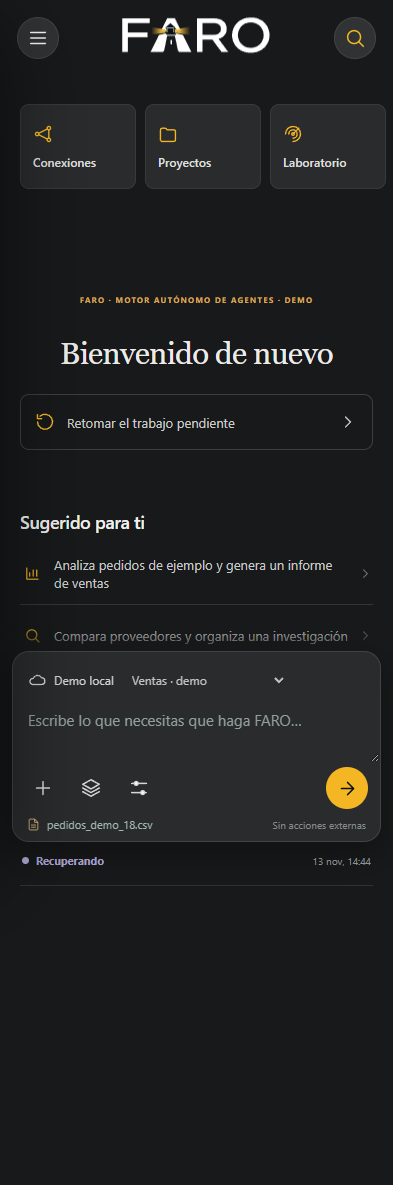 FARO
Conexiones
Proyectos
Laboratorio
FARO · MOTOR AUTÓNOMO DE AGENTES · DEMO
Bienvenido de nuevo
Retomar el trabajo pendiente
Sugerido para ti
Analiza pedidos de ejemplo y genera un informe
de ventas
Compara proveedores y organiza una investigación
Demo local Ventas · demo
Escribe lo que necesitas que haga FARO...
pedidos_demo_18.csv Sin acciones externas
Recuperando 13 nov, 14:44